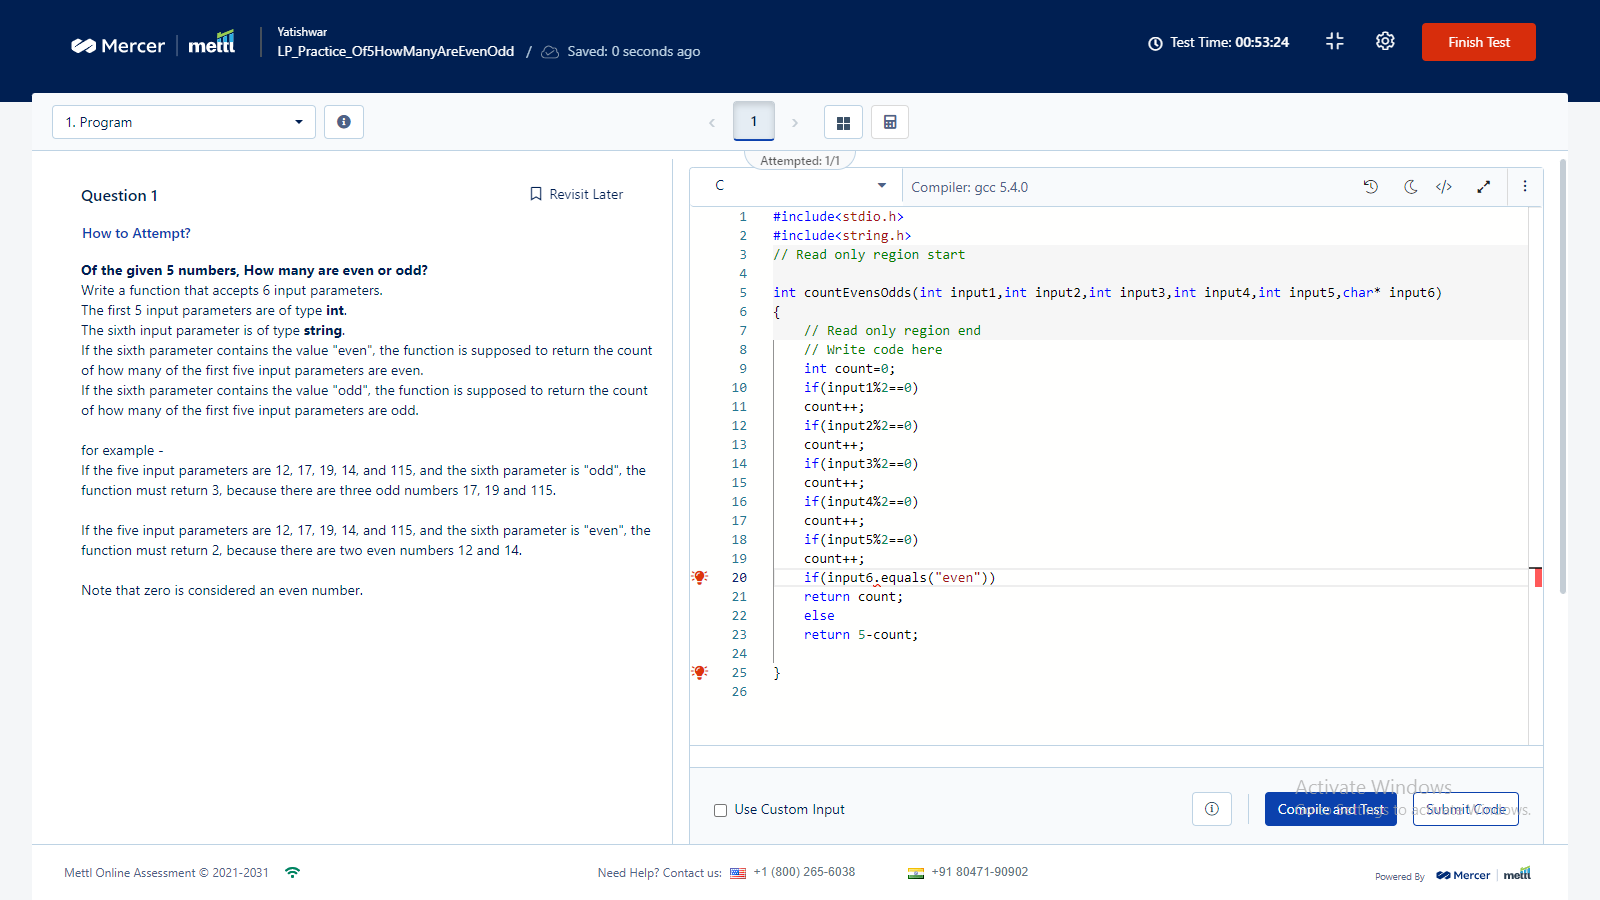 Mercer | mettl
Yatishwar
LP_Practice_Of5HowManyAreEvenOdd / Saved: 0 seconds ago
Test Time: 00:53:24
Finish Test
1. Program
1
Attempted: 1/1
Question 1
Revisit Later
How to Attempt?
Of the given 5 numbers, How many are even or odd?
Write a function that accepts 6 input parameters.
The first 5 input parameters are of type int.
The sixth input parameter is of type string.
If the sixth parameter contains the value "even", the function is supposed to return the count
of how many of the first five input parameters are even.
If the sixth parameter contains the value "odd", the function is supposed to return the count
of how many of the first five input parameters are odd.
for example -
If the five input parameters are 12, 17, 19, 14, and 115, and the sixth parameter is "odd", the
function must return 3, because there are three odd numbers 17, 19 and 115.
If the five input parameters are 12, 17, 19, 14, and 115, and the sixth parameter is "even", the
function must return 2, because there are two even numbers 12 and 14.
Note that zero is considered an even number.
C
Compiler: gcc 5.4.0
1 #include<stdio.h>
2 #include<string.h>
3 // Read only region start
4
5 int countEvensOdds(int input1,int input2,int input3,int input4,int input5,char* input6)
6 {
7 // Read only region end
8 // Write code here
9 int count=0;
10 if(input1%2==0)
11 count++;
12 if(input2%2==0)
13 count++;
14 if(input3%2==0)
15 count++;
16 if(input4%2==0)
17 count++;
18 if(input5%2==0)
19 count++;
20 if(input6.equals("even"))
21 return count;
22 else
23 return 5-count;
24
25 }
26
Use Custom Input
Compile and Test
Submit Code
Activate Windows
Go to Settings to activate Windows.
Mettl Online Assessment © 2021-2031
Need Help? Contact us: +1 (800) 265-6038
+91 80471-90902
Powered By Mercer | mettl